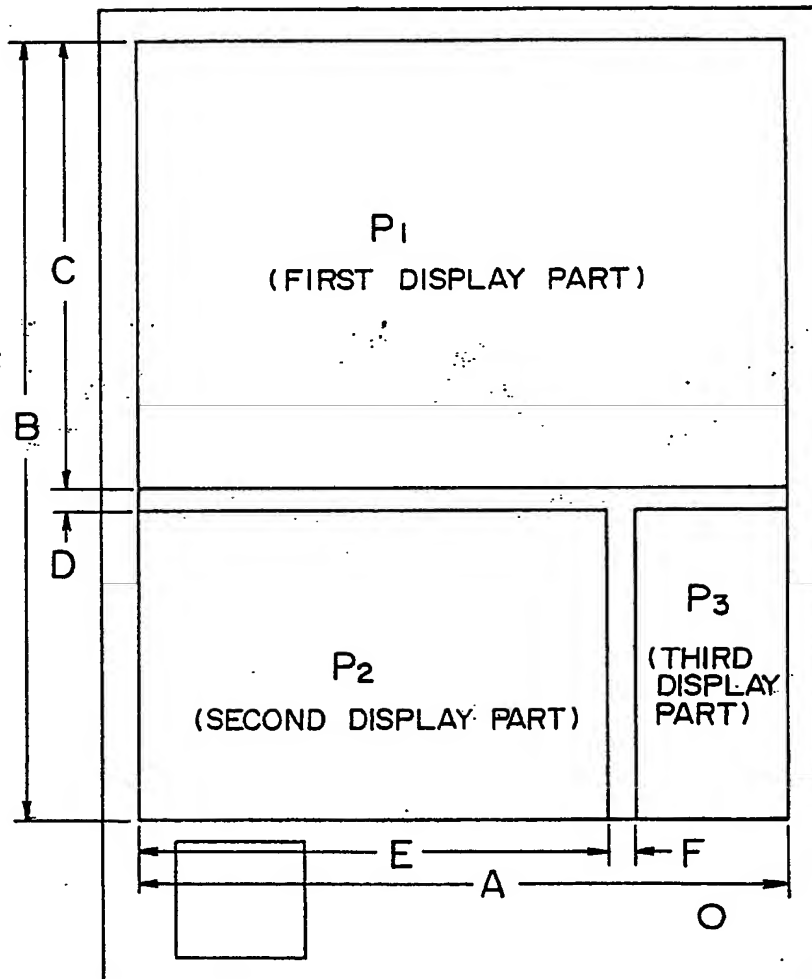 P1
(FIRST DISPLAY PART)
C
B
D
P2
(SECOND DISPLAY PART)
P3
(THIRD
DISPLAY
PART)
E
F
A
O